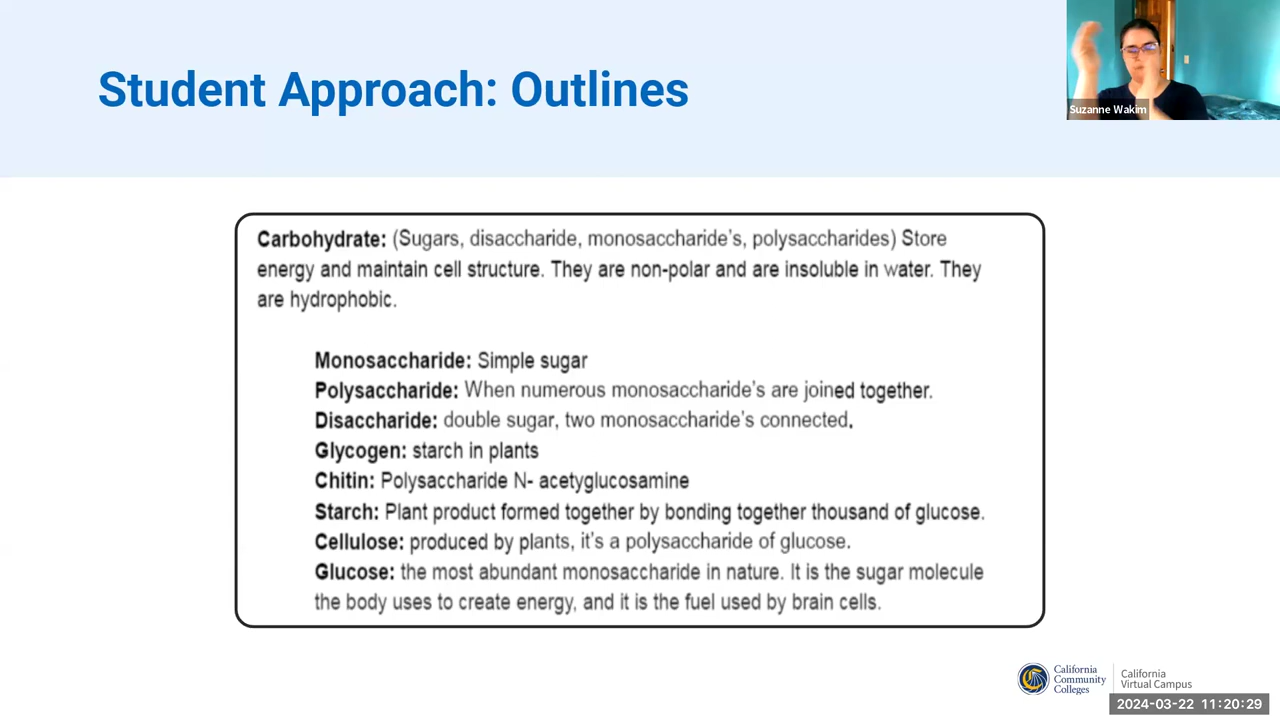 Student Approach: Outlines
Suzanne Wakim
Carbohydrate: (Sugars, disaccharide, monosaccharide's, polysaccharides) Store
energy and maintain cell structure. They are non-polar and are insoluble in water. They
are hydrophobic.
Monosaccharide: Simple sugar
Polysaccharide: When numerous monosaccharide's are joined together.
Disaccharide: double sugar, two monosaccharide's connected.
Glycogen: starch in plants
Chitin: Polysaccharide N- acetyglucosamine
Starch: Plant product formed together by bonding together thousand of glucose.
Cellulose: produced by plants, it's a polysaccharide of glucose.
Glucose: the most abundant monosaccharide in nature. It is the sugar molecule
the body uses to create energy, and it is the fuel used by brain cells.
California
Community
Colleges
California
Virtual Campus
2024-03-22 11:20:29